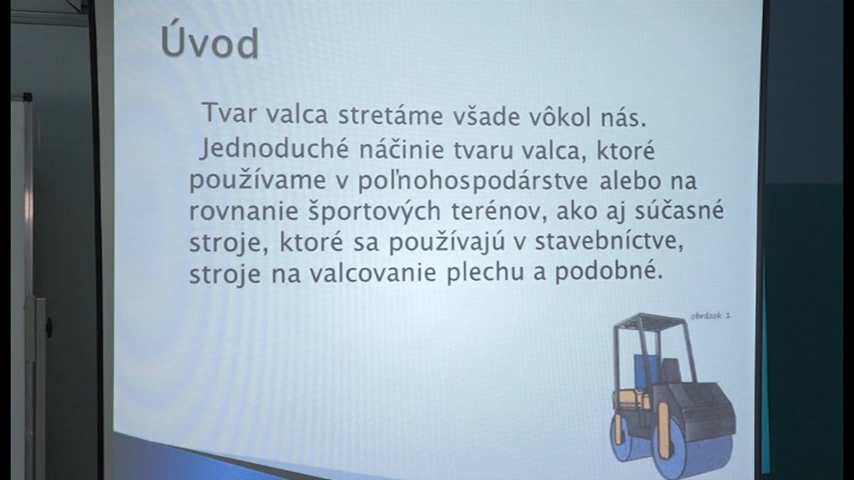 Úvod
Tvar valca stretáme všade vôkol nás.
Jednoduché náčinie tvaru valca, ktoré
používame v poľnohospodárstve alebo na
rovnanie športových terénov, ako aj súčasné
stroje, ktoré sa používajú v stavebníctve,
stroje na valcovanie plechu a podobné.
obrázok 1